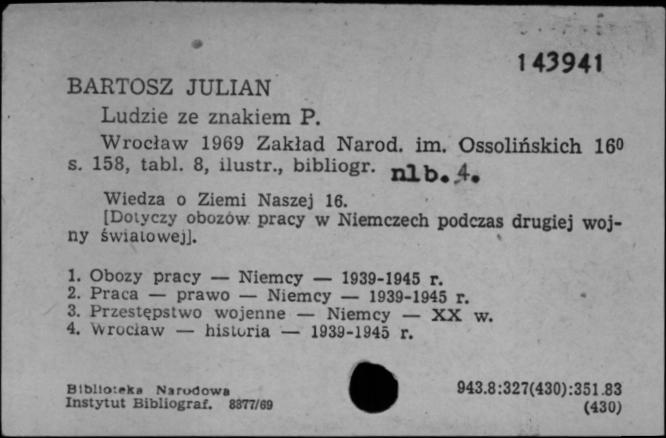 143941
BARTOSZ JULIAN
Ludzie ze znakiem P.
Wrocław 1969 Zakład Narod. im. Ossolińskich 16⁰
s. 158, tabl. 8, ilustr., bibliogr. nlb. 4.
Wiedza o Ziemi Naszej 16.
[Dotyczy obozów pracy w Niemczech podczas drugiej woj-
ny światowej].
1. Obozy pracy — Niemcy — 1939-1945 r.
2. Praca — prawo — Niemcy — 1939-1945 r.
3. Przestępstwo wojenne — Niemcy — XX w.
4. Wrocław — historia — 1939-1945 r.
Biblioteka Narodowa
Instytut Bibliograf. 8877/69
943.8:327(430):351.83
(430)